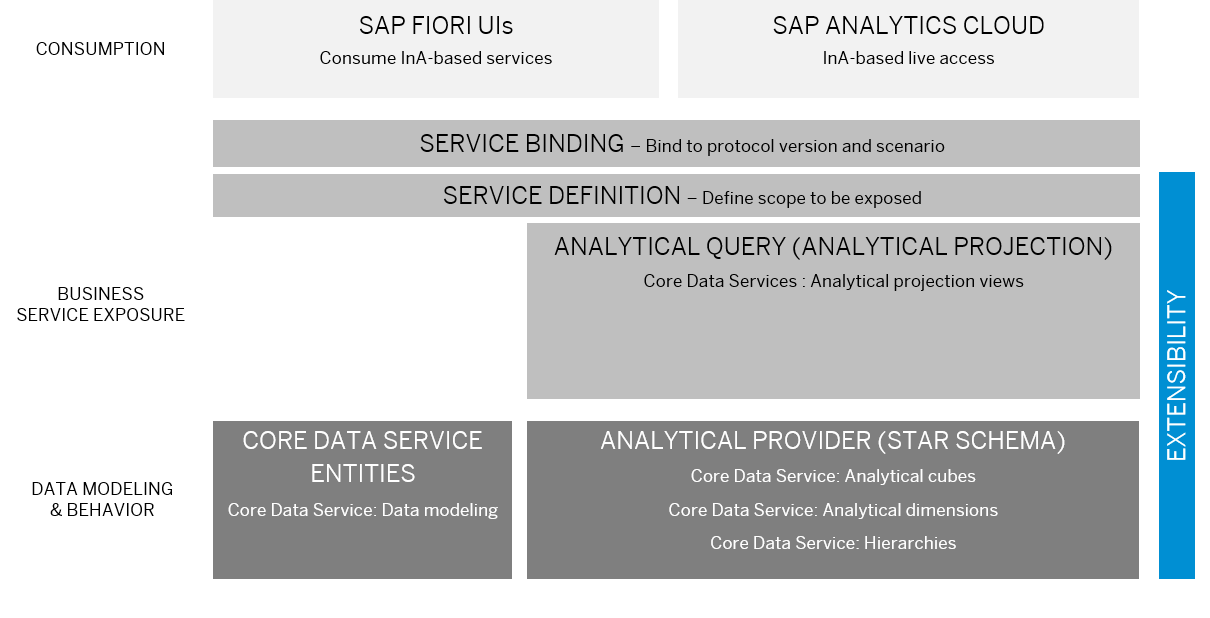 CONSUMPTION
SAP FIORI UIs
Consume InA-based services
SAP ANALYTICS CLOUD
InA-based live access
SERVICE BINDING – Bind to protocol version and scenario
SERVICE DEFINITION – Define scope to be exposed
BUSINESS
SERVICE EXPOSURE
ANALYTICAL QUERY (ANALYTICAL PROJECTION)
Core Data Services : Analytical projection views
DATA MODELING
& BEHAVIOR
CORE DATA SERVICE
ENTITIES
Core Data Service: Data modeling
ANALYTICAL PROVIDER (STAR SCHEMA)
Core Data Service: Analytical cubes
Core Data Service: Analytical dimensions
Core Data Service: Hierarchies
EXTENSIBILITY